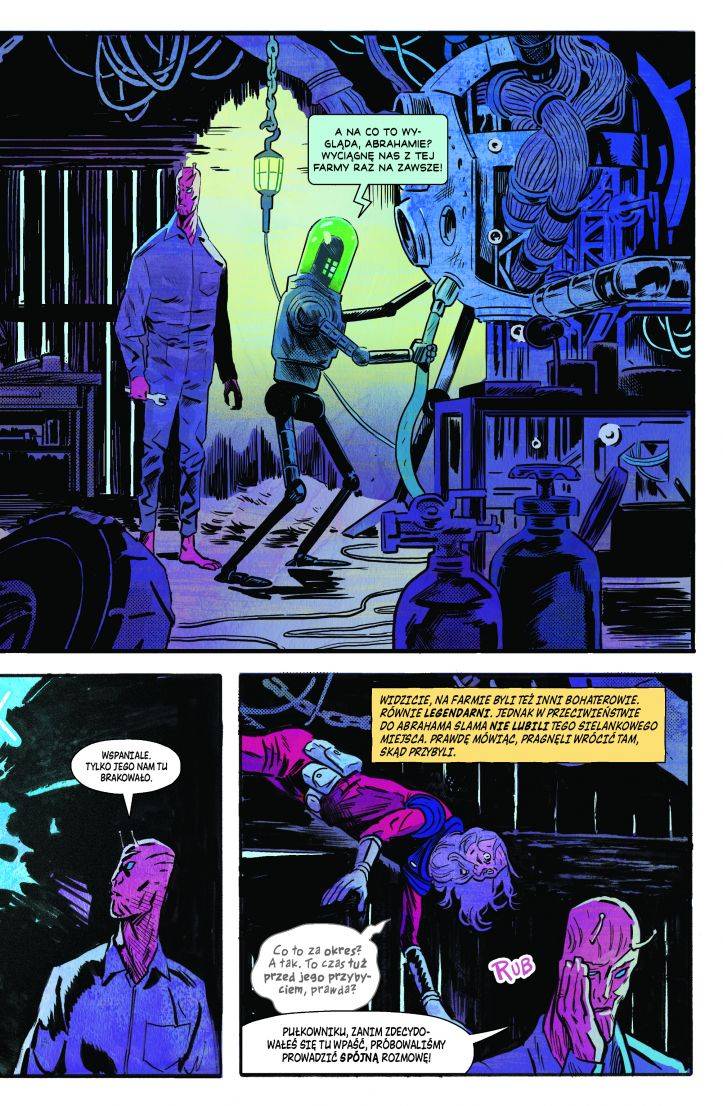 A NA CO TO WY-
GLĄDA, ABRAHAMIE?
WYCIĄGNĘ NAS Z TEJ
FARMY RAZ NA ZAWSZE!
WSPANIALE.
TYLKO JEGO NAM TU
BRAKOWAŁO.
WIDZICIE, NA FARMIE BYLI TEŻ INNI BOHATEROWIE.
RÓWNIE LEGENDARNI. JEDNAK W PRZECIWIEŃSTWIE
DO ABRAHAMA SLAMA NIE LUBILI TEGO SIELANKOWEGO
MIEJSCA. PRAWDĘ MÓWIĄC, PRAGNĘLI WRÓCIĆ TAM,
SKĄD PRZYBYLI.
Co to za okres?
A tak. To czas tuż
przed jego przyby-
ciem, prawda?
RUB
PUŁKOWNIKU, ZANIM ZDECYDO-
WAŁEŚ SIĘ TU WPAŚĆ, PRÓBOWALIŚMY
PROWADZIĆ SPÓJNĄ ROZMOWĘ!